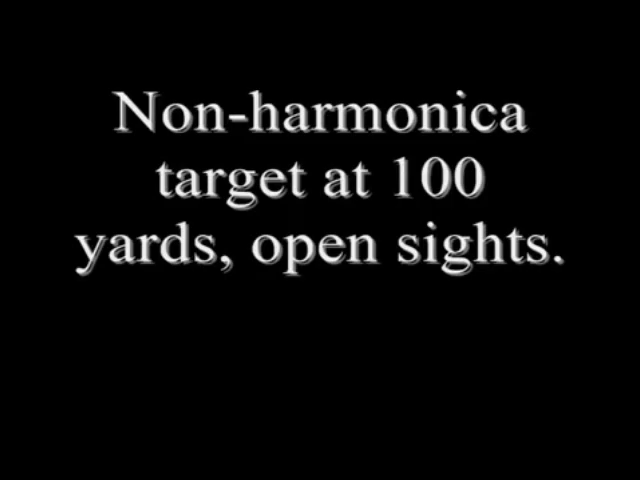 Non-harmonica
target at 100
yards, open sights.